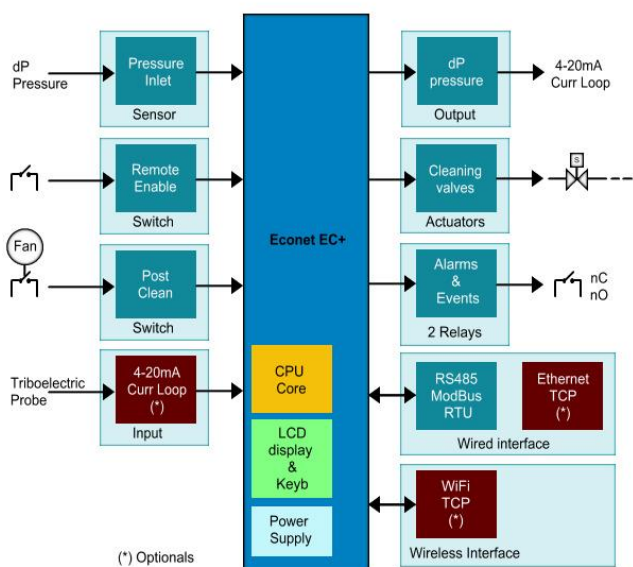 dP
Pressure
Pressure
Inlet
Sensor
dP
pressure
Output
4-20mA
Curr Loop
Remote
Enable
Switch
Cleaning
valves
Actuators
S
Econet EC+
Fan
Post
Clean
Switch
Alarms
&
Events
2 Relays
nC
nO
Triboelectric
Probe
4-20mA
Curr Loop
(*)
Input
CPU
Core
LCD
display
&
Keyb
Power
Supply
RS485
ModBus
RTU
Ethernet
TCP
(*)
Wired interface
WiFi
TCP
(*)
Wireless Interface
(*) Optionals